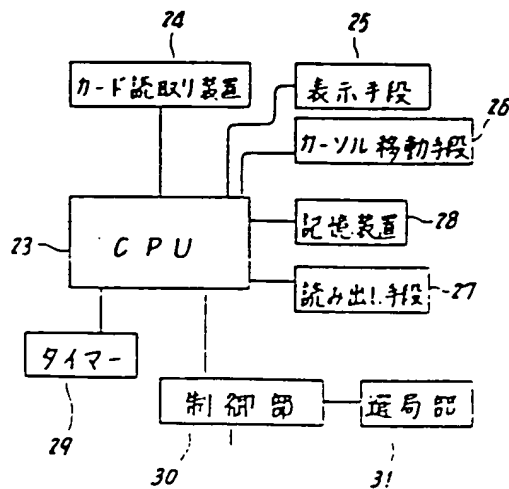 24
カード読取り装置
25
表示手段
カーソル移動手段
26
23
CPU
記憶装置
28
読み出し手段
27
タイマー
29
制御部
30
選局部
31